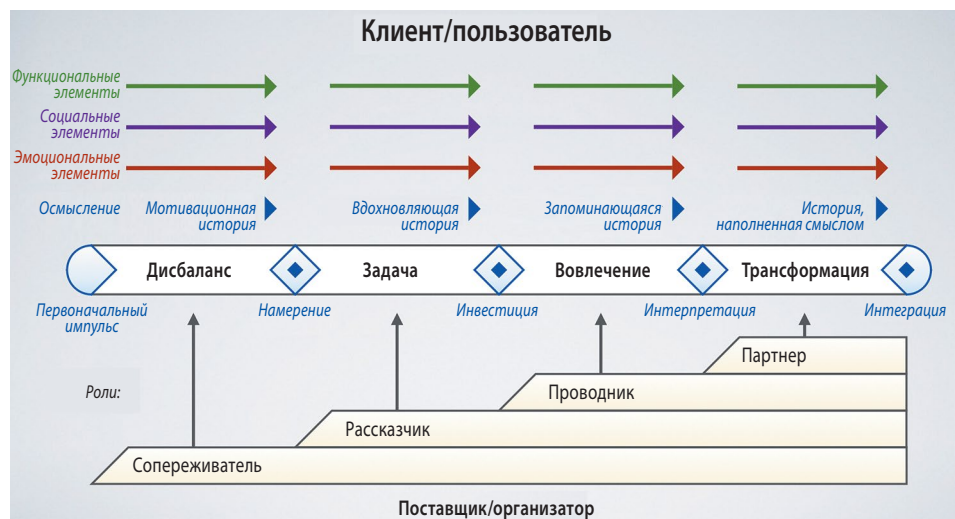 Клиент/пользователь
Функциональные
элементы
Социальные
элементы
Эмоциональные
элементы
Осмысление
Мотивационная
история
Вдохновляющая
история
Запоминающаяся
история
История,
наполненная смыслом
Дисбаланс
Задача
Вовлечение
Трансформация
Первоначальный
импульс
Намерение
Инвестиция
Интерпретация
Интеграция
Партнер
Роли:
Проводник
Рассказчик
Сопереживатель
Поставщик/организатор